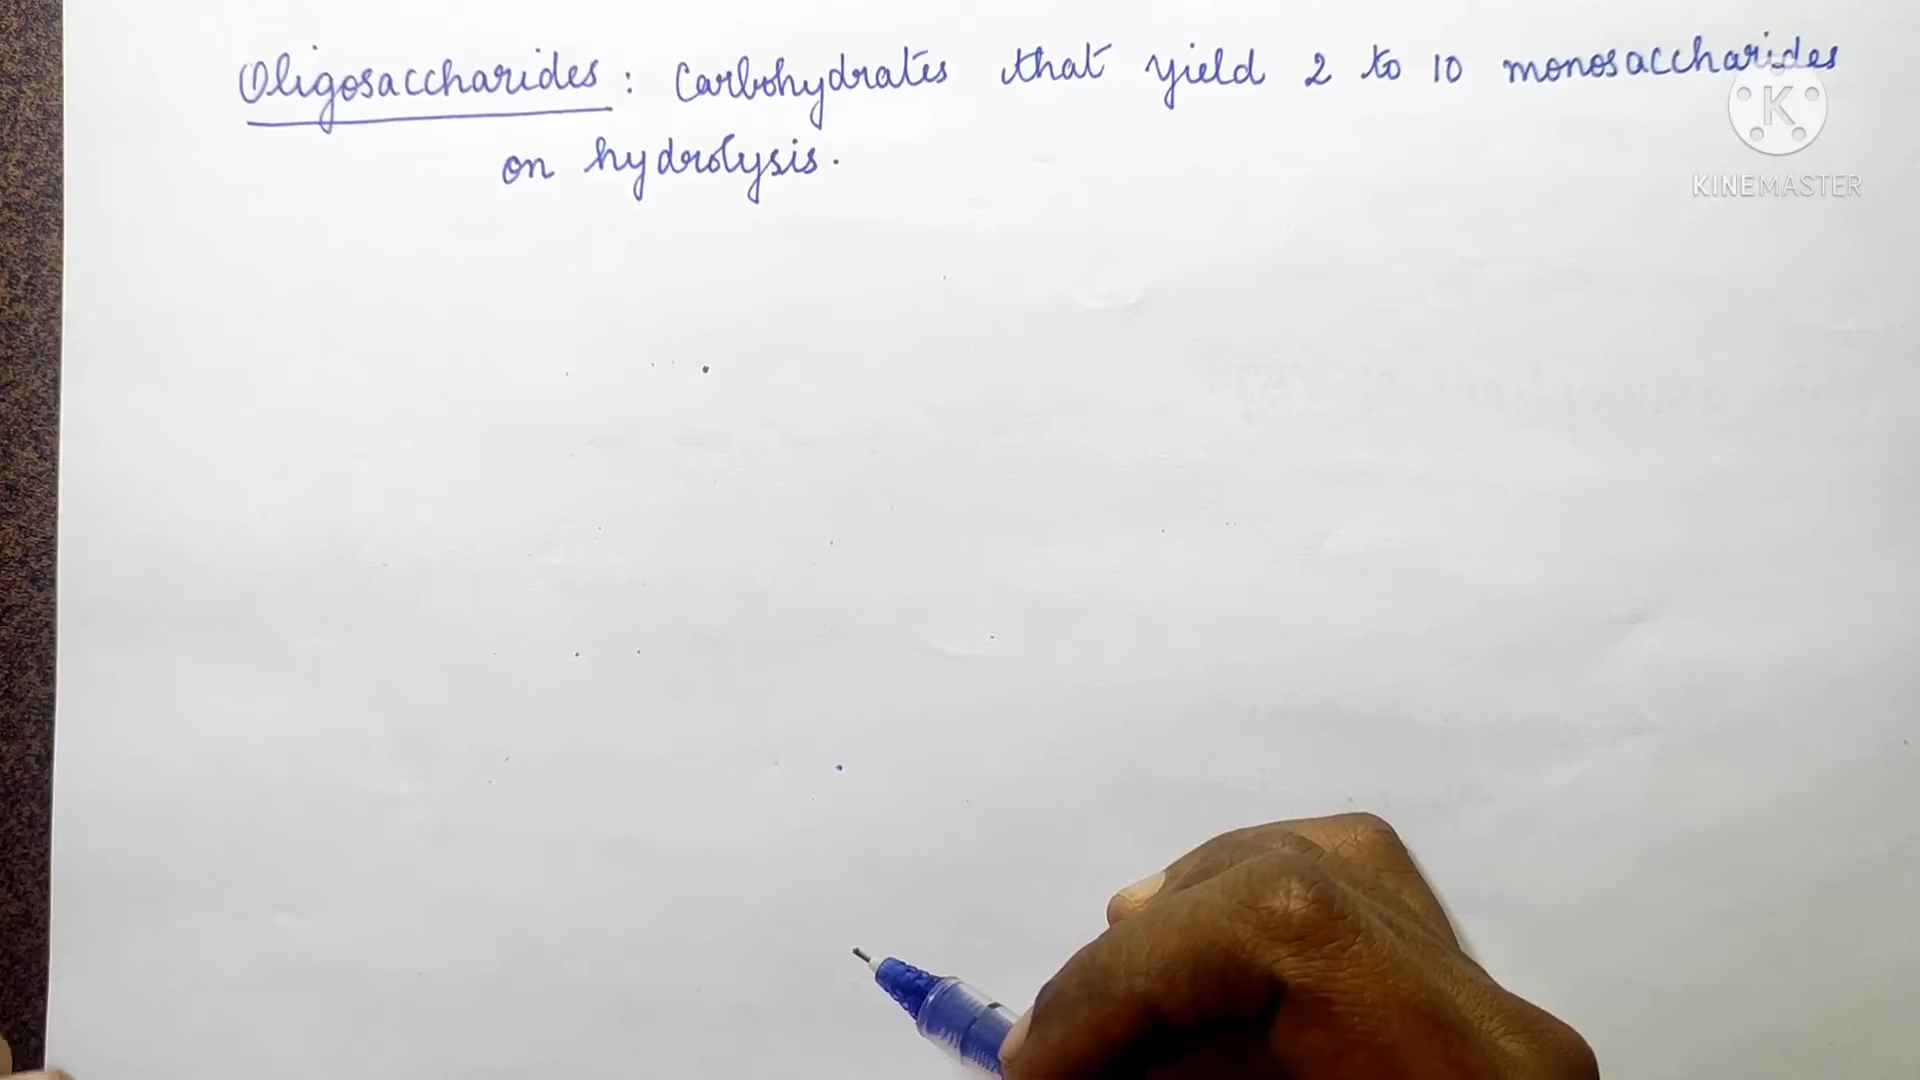 Oligosaccharides : Carbohydrates that yield 2 to 10 monosaccharides
on hydrolysis.
K
KINEMASTER